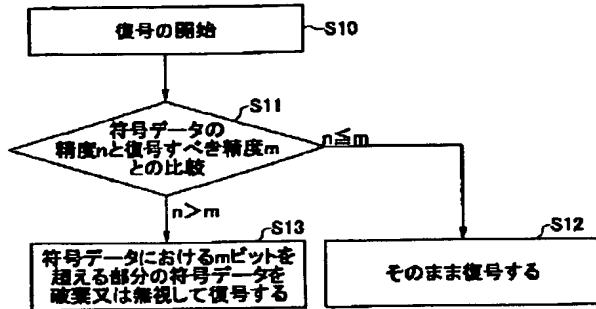 復号の開始
S10
S11
符号データの
精度nと復号すべき精度m
との比較
n≦m
n>m
S13
符号データにおけるmビットを
超える部分の符号データを
破棄又は無視して復号する
S12
そのまま復号する